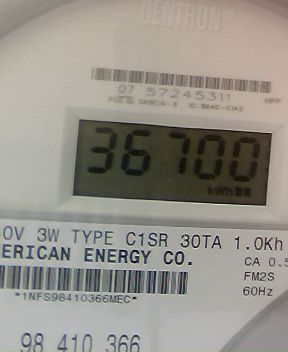 CENTRON
07 57245311
HPP
36700
kWh
0V 3W TYPE C1SR 30TA 1.0Kh
ERICAN ENERGY CO.
CA 0.5
FM2S
*1NFS98410366MEC*
60Hz
98 410 366